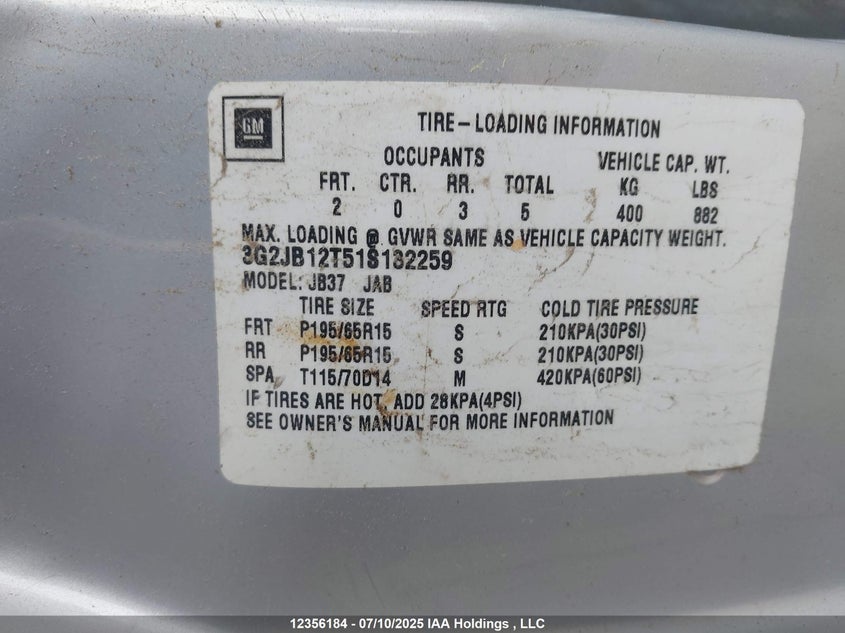 GM
TIRE-LOADING INFORMATION
OCCUPANTS VEHICLE CAP. WT.
FRT. CTR. RR. TOTAL KG LBS
2 0 3 5 400 882
MAX. LOADING @ GVWR SAME AS VEHICLE CAPACITY WEIGHT.
3G2JB12T51S132259
MODEL: JB37 JAB
TIRE SIZE SPEED RTG COLD TIRE PRESSURE
FRT P195/65R15 S 210KPA(30PSI)
RR P195/65R15 S 210KPA(30PSI)
SPA T115/70D14 M 420KPA(60PSI)
IF TIRES ARE HOT, ADD 28KPA(4PSI)
SEE OWNER'S MANUAL FOR MORE INFORMATION
12356184 - 07/10/2025 IAA Holdings , LLC